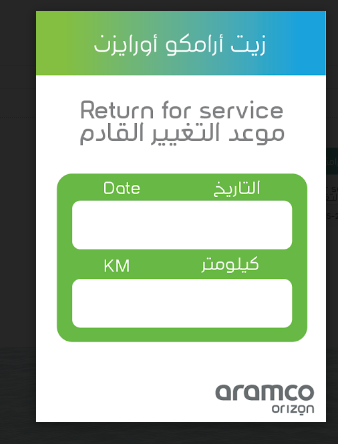 زيت أرامكو أورايزن
Return for service
موعد التغيير القادم
Date التاريخ
KM كيلومتر
aramco
orizon